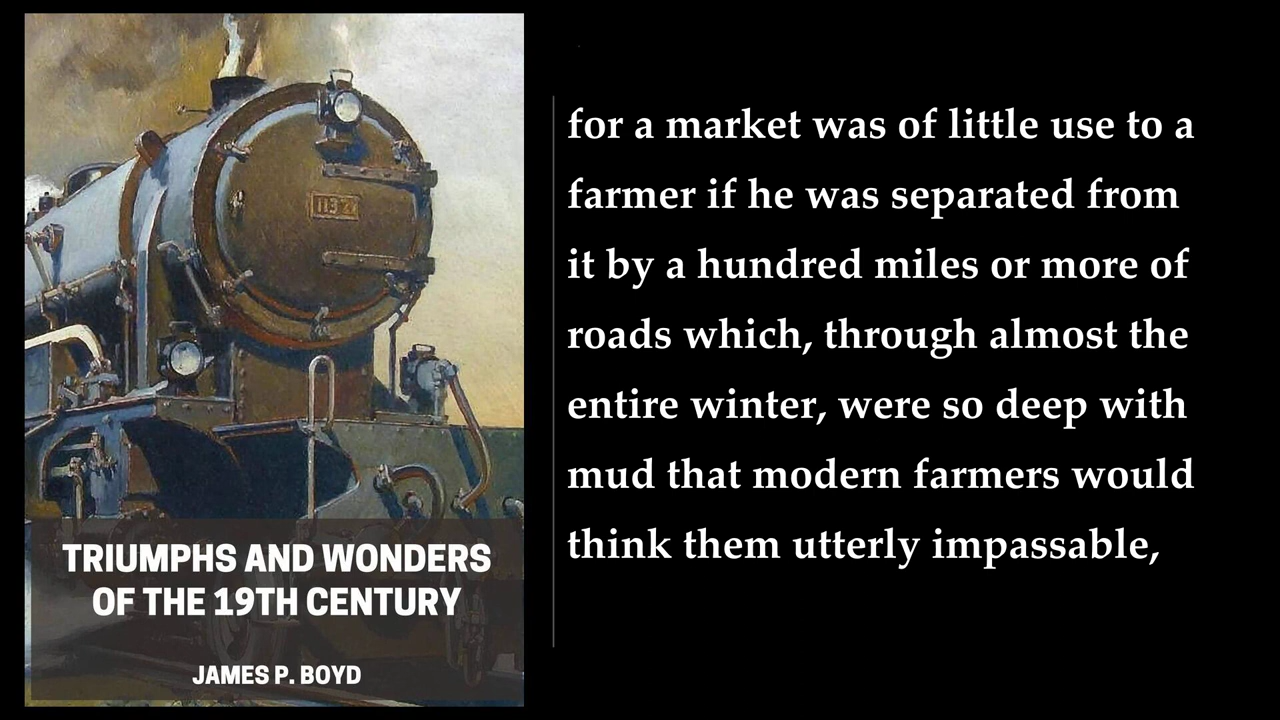 for a market was of little use to a
farmer if he was separated from
it by a hundred miles or more of
roads which, through almost the
entire winter, were so deep with
mud that modern farmers would
think them utterly impassable,
TRIUMPHS AND WONDERS
OF THE 19TH CENTURY
JAMES P. BOYD